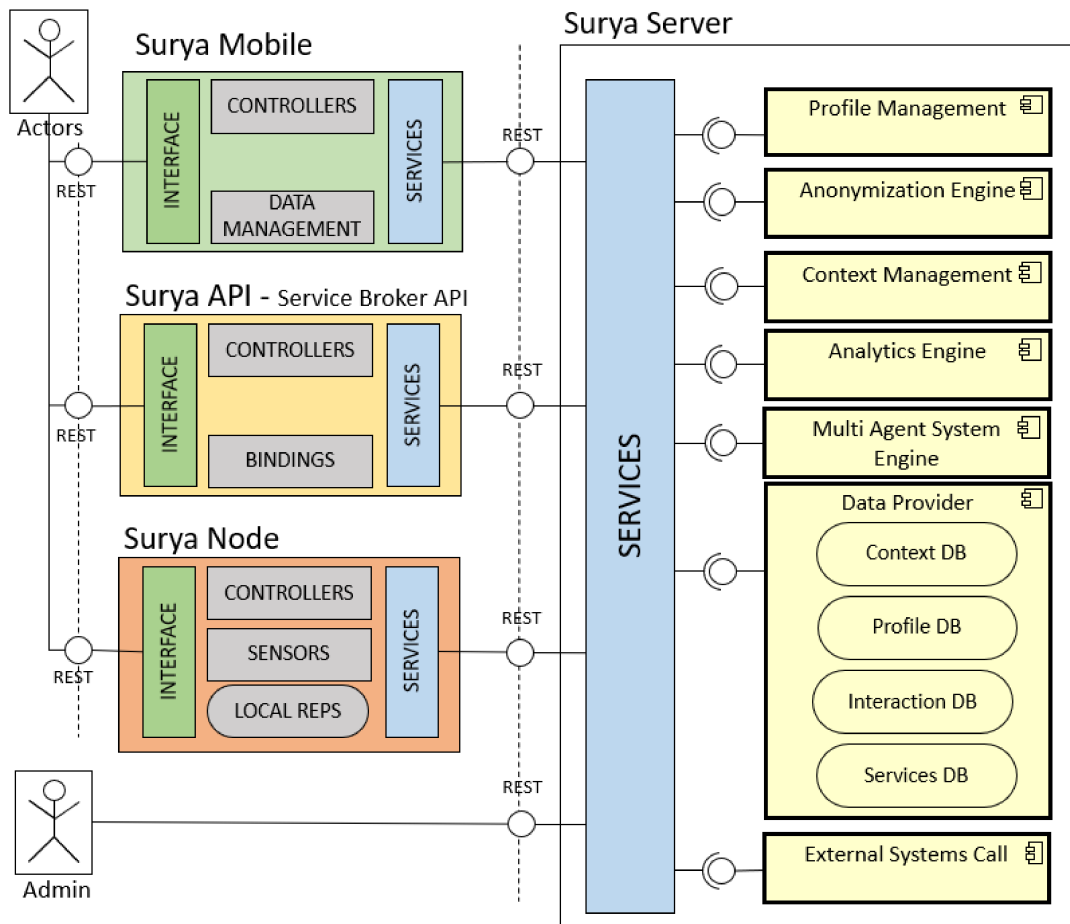 Surya Server
Surya Mobile
Actors
REST
INTERFACE
CONTROLLERS
DATA
MANAGEMENT
SERVICES
REST
Surya API - Service Broker API
REST
INTERFACE
CONTROLLERS
BINDINGS
SERVICES
REST
Surya Node
REST
INTERFACE
CONTROLLERS
SENSORS
LOCAL REPS
SERVICES
REST
Admin
REST
SERVICES
Profile Management
Anonymization Engine
Context Management
Analytics Engine
Multi Agent System
Engine
Data Provider
Context DB
Profile DB
Interaction DB
Services DB
External Systems Call